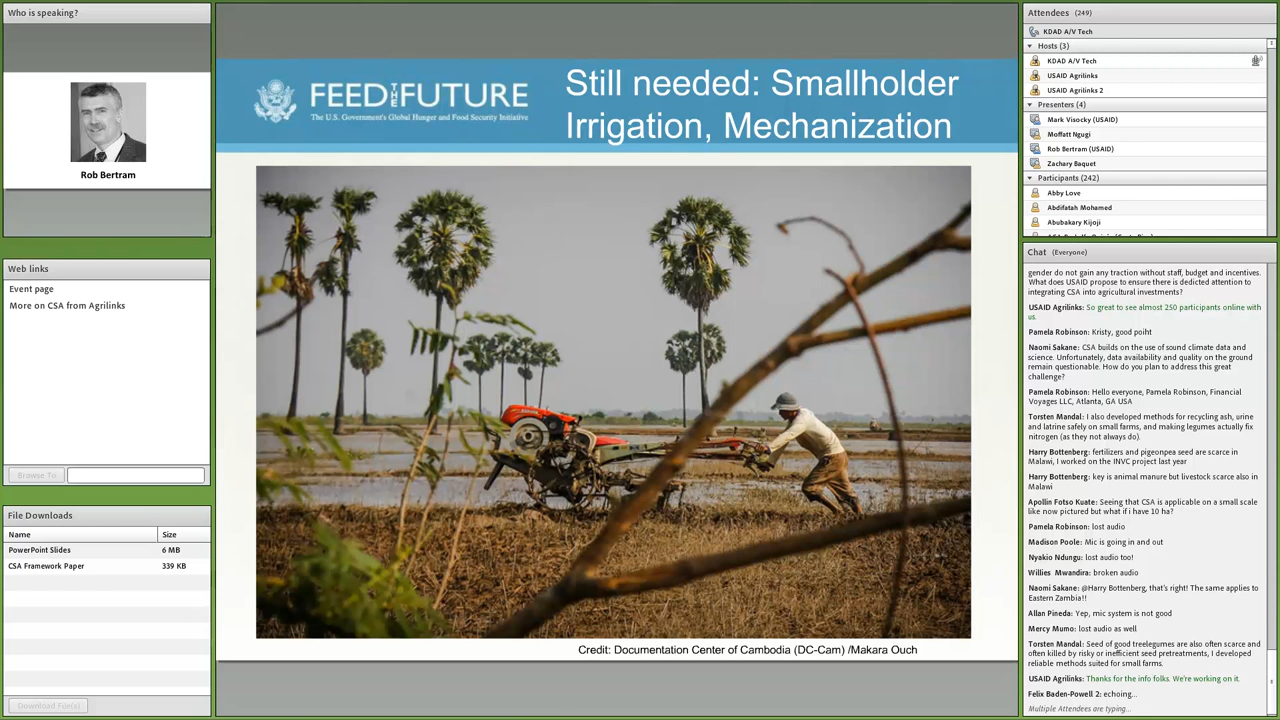 Who is speaking?
Rob Bertram
Web links
Event page
More on CSA from Agrilinks
Browse To
File Downloads
Name Size
PowerPoint Slides 6 MB
CSA Framework Paper 339 KB
Download File(s)
FEED THE FUTURE
The U.S. Government's Global Hunger and Food Security Initiative
Still needed: Smallholder
Irrigation, Mechanization
Credit: Documentation Center of Cambodia (DC-Cam) /Makara Ouch
Attendees (249)
KDAD A/V Tech
Hosts (3)
KDAD A/V Tech
USAID Agrilinks
USAID Agrilinks 2
Presenters (4)
Mark Visocky (USAID)
Moffatt Ngugi
Rob Bertram (USAID)
Zachary Baquet
Participants (242)
Abby Love
Abdifatah Mohamed
Abubakary Kijoji
Chat (Everyone)
gender do not gain any traction without staff, budget and incentives.
What does USAID propose to ensure there is dedicted attention to
integrating CSA into agricultural investments?
USAID Agrilinks: So great to see almost 250 participants online with
us.
Pamela Robinson: Kristy, good poiht
Naomi Sakane: CSA builds on the use of sound climate data and
science. Unfortunately, data availability and quality on the ground
remain questionable. How do you plan to address this great
challenge?
Pamela Robinson: Hello everyone, Pamela Robinson, Financial
Voyages LLC, Atlanta, GA USA
Torsten Mandal: I also developed methods for recycling ash, urine
and latrine safely on small farms, and making legumes actually fix
nitrogen (as they not always do).
Harry Bottenberg: fertilizers and pigeonpea seed are scarce in
Malawi, I worked on the INVC project last year
Harry Bottenberg: key is animal manure but livestock scarce also in
Malawi
Apollin Fotso Kuate: Seeing that CSA is applicable on a small scale
like now pictured but what if i have 10 ha?
Pamela Robinson: lost audio
Madison Poole: Mic is going in and out
Nyakio Ndungu: lost audio too!
Willies Mwandira: broken audio
Naomi Sakane: @Harry Bottenberg, that's right! The same applies to
Eastern Zambia!!
Allan Pineda: Yep, mic system is not good
Mercy Mumo: lost audio as well
Torsten Mandal: Seed of good treelegumes are also often scarce and
often killed by risky or inefficient seed pretreatments, I developed
reliable methods suited for small farms.
USAID Agrilinks: Thanks for the info folks. We're working on it.
Felix Baden-Powell 2: echoing...
Multiple Attendees are typing...